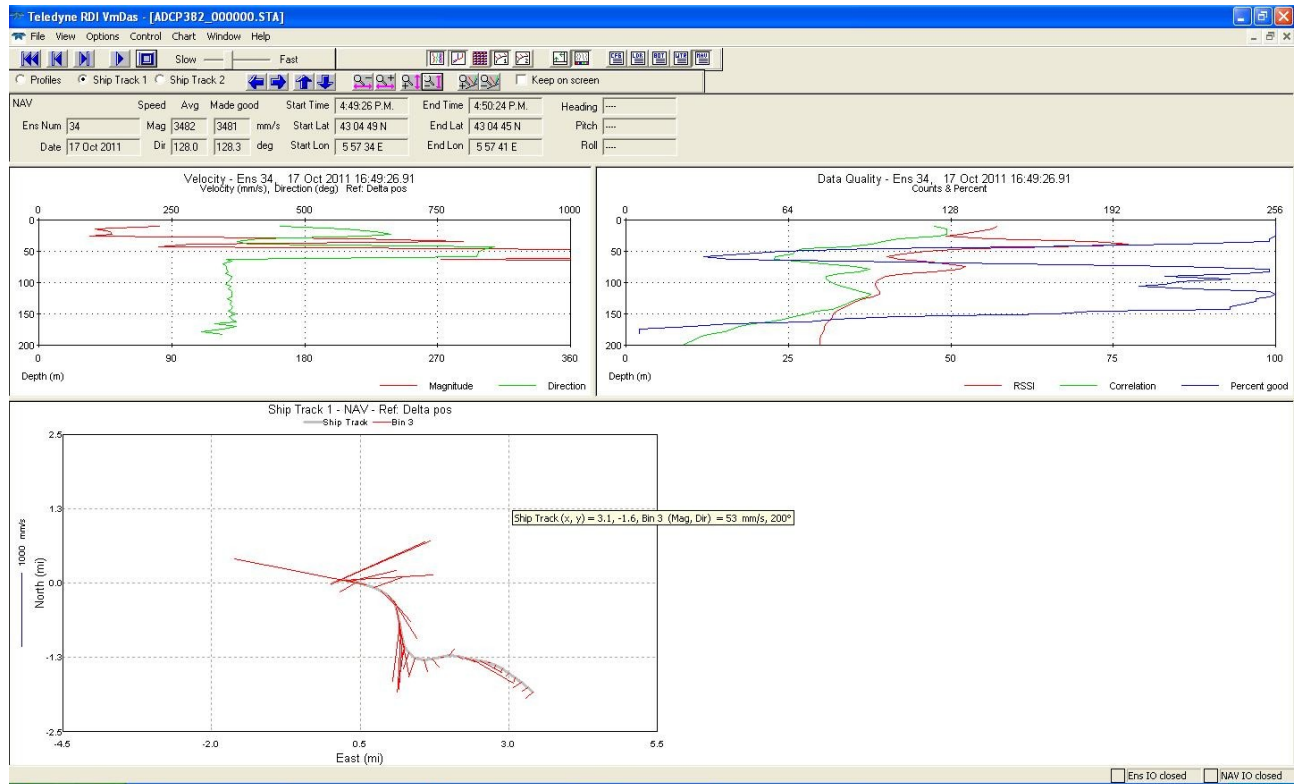 Teledyne RDI VmDas - [ADCP382_000000.STA]
File View Options Control Chart Window Help
Slow Fast
CFG LDR BDT WTR NAV
Profiles Ship Track 1 Ship Track 2 Keep on screen
NAV Speed Avg Made good Start Time 4:49:26 P.M. End Time 4:50:24 P.M. Heading ----
Ens Num 34 Mag 3482 3481 mm/s Start Lat 43 04 49 N End Lat 43 04 45 N Pitch ----
Date 17 Oct 2011 Dir 128.0 128.3 deg Start Lon 5 57 34 E End Lon 5 57 41 E Roll ----
Velocity - Ens 34, 17 Oct 2011 16:49:26.91
Velocity (mm/s), Direction (deg) Ref: Delta pos
0 250 500 750 1000
0
50
100
150
200
0 90 180 270 360
Depth (m)
Magnitude Direction
Data Quality - Ens 34, 17 Oct 2011 16:49:26.91
Counts & Percent
0 64 128 192 256
0
50
100
150
200
0 25 50 75 100
Depth (m)
RSSI Correlation Percent good
Ship Track 1 - NAV - Ref: Delta pos
Ship Track Bin 3
2.5
1.3
0.0
-1.3
-2.5
1000 mm/s
North (mi)
Ship Track (x, y) = 3.1, -1.6, Bin 3 (Mag, Dir) = 53 mm/s, 200°
-4.5 -2.0 0.5 3.0 5.5
East (mi)
Ens IO closed NAV IO closed